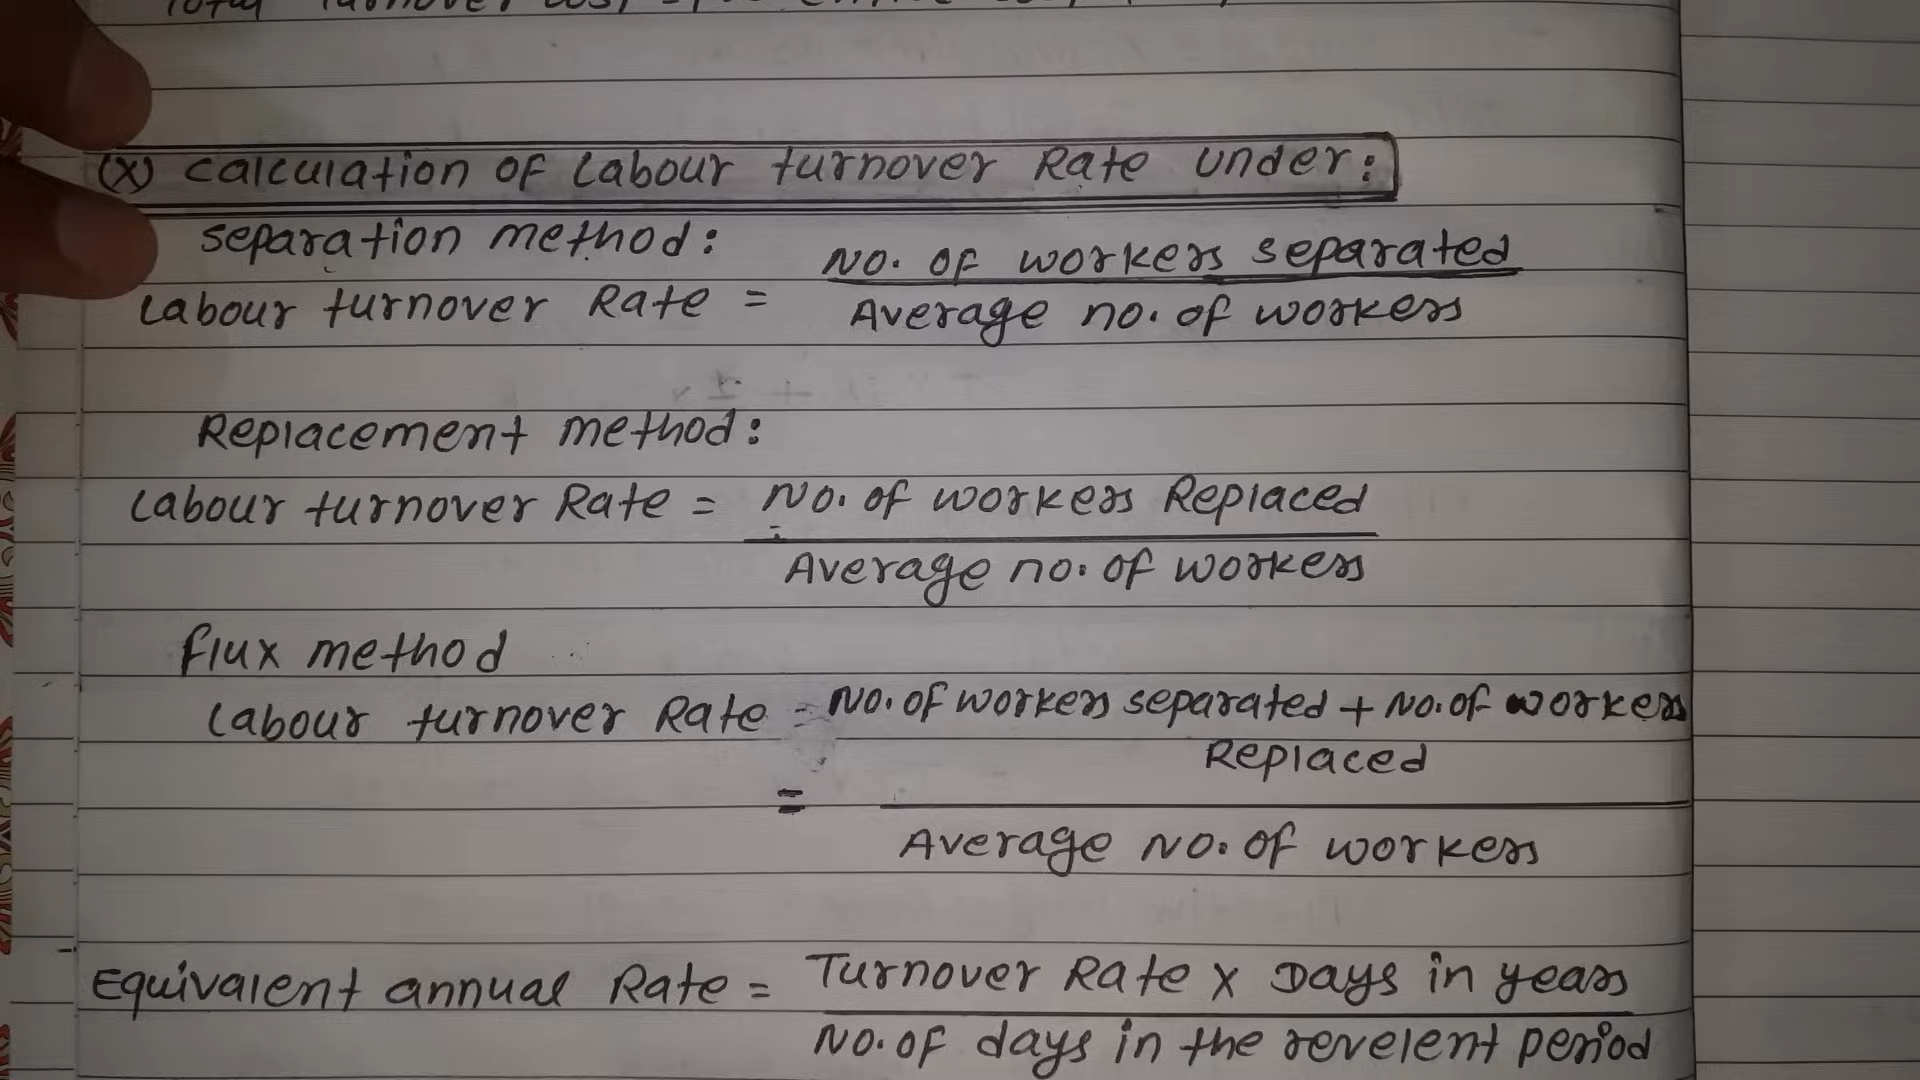 Total turnover cost
(X) Calculation of Labour turnover Rate under:
Separation method:
No. of workers separated
Labour turnover Rate =
Average no. of workers
Replacement method:
Labour turnover Rate = No. of workers Replaced
Average no. of workers
flux method
Labour turnover Rate = No. of workers separated + No. of workers
Replaced
=
Average No. of workers
Equivalent annual Rate = Turnover Rate X Days in years
No. of days in the revelent period